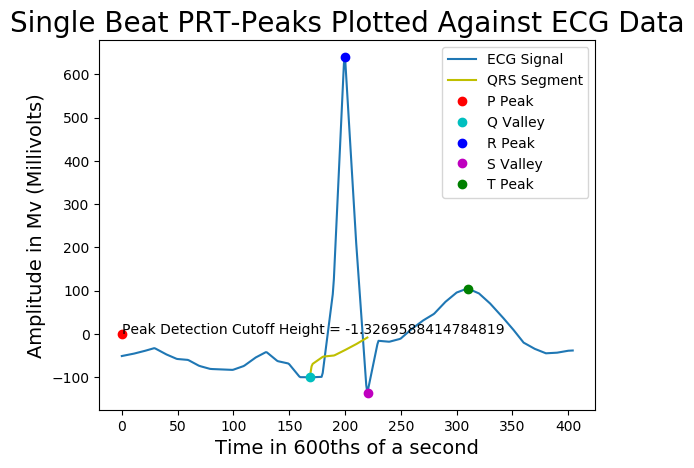 Single Beat PRT-Peaks Plotted Against ECG Data
ECG Signal
QRS Segment
P Peak
Q Valley
R Peak
S Valley
T Peak
Amplitude in Mv (Millivolts)
600
500
400
300
200
100
0
−100
Peak Detection Cutoff Height = -1.3269588414784819
0 50 100 150 200 250 300 350 400
Time in 600ths of a second